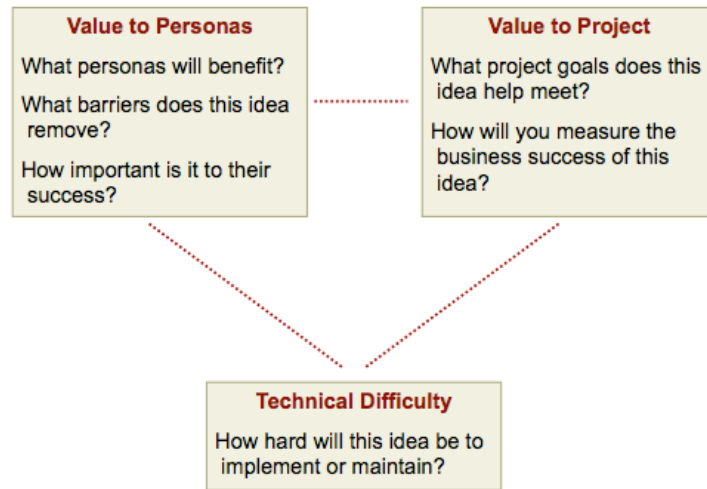 Value to Personas
What personas will benefit?
What barriers does this idea
remove?
How important is it to their
success?
Value to Project
What project goals does this
idea help meet?
How will you measure the
business success of this
idea?
Technical Difficulty
How hard will this idea be to
implement or maintain?